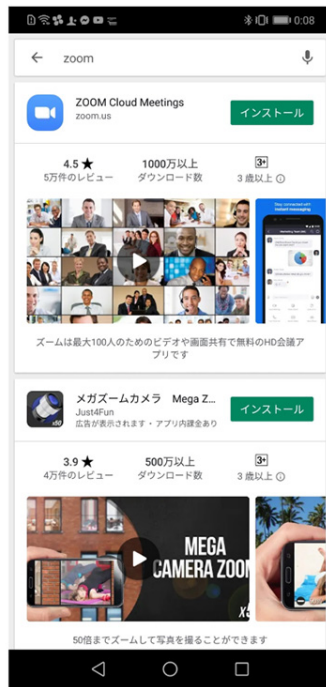 0:08
zoom
ZOOM Cloud Meetings
zoom.us
インストール
4.5 ★
5万件のレビュー
1000万以上
ダウンロード数
3+
3 歳以上
ズームは最大100人のためのビデオや画面共有で無料のHD会議ア
プリです
メガズームカメラ Mega Z...
Just4Fun
広告が表示されます・アプリ内課金あり
インストール
3.9 ★
4万件のレビュー
500万以上
ダウンロード数
3+
3 歳以上
MEGA
CAMERA ZOO
50倍までズームして写真を撮ることができます